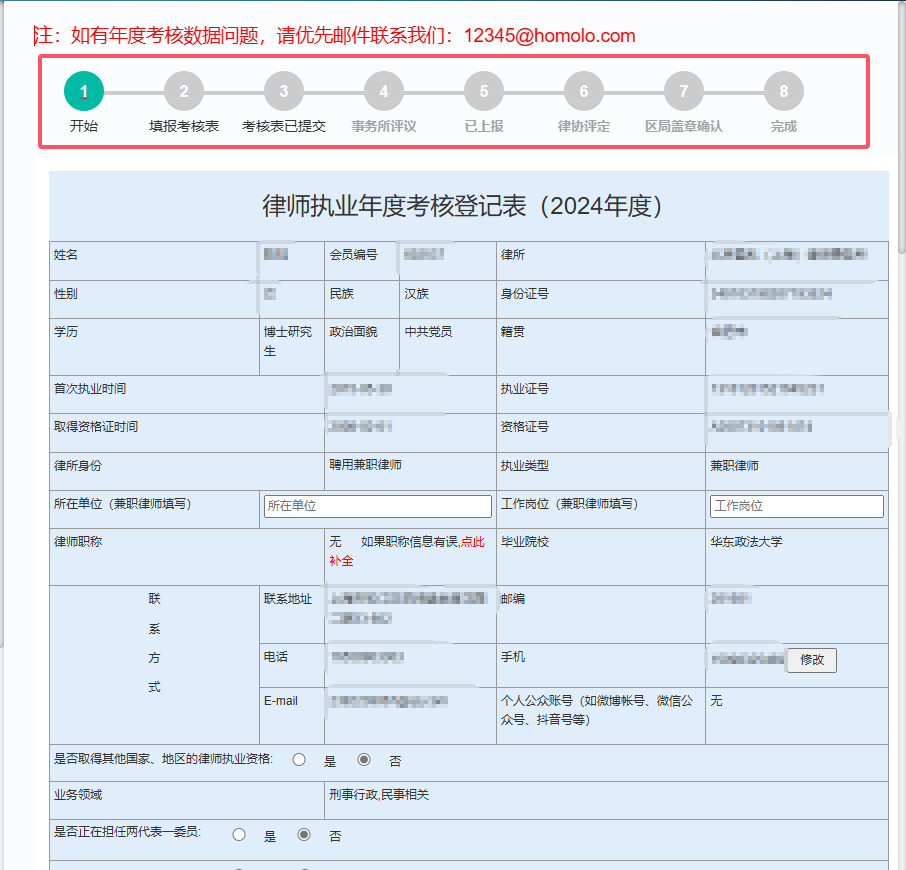 注：如有年度考核数据问题，请优先邮件联系我们：12345@homolo.com
1 2 3 4 5 6 7 8
开始 填报考核表 考核表已提交 事务所评议 已上报 律协评定 区局盖章确认 完成
律师执业年度考核登记表（2024年度）
姓名 会员编号 律所
性别 民族 汉族 身份证号
学历 博士研究生 政治面貌 中共党员 籍贯
首次执业时间 执业证号
取得资格证时间 资格证号
律所身份 聘用兼职律师 执业类型 兼职律师
所在单位（兼职律师填写） 所在单位 工作岗位（兼职律师填写） 工作岗位
律师职称 无 如果职称信息有误,点此补全 毕业院校 华东政法大学
联系方式 联系地址 邮编
电话 手机 修改
E-mail 个人公众账号（如微博帐号、微信公众号、抖音号等） 无
是否取得其他国家、地区的律师执业资格: 是 否
业务领域 刑事行政,民事相关
是否正在担任两代表一委员: 是 否